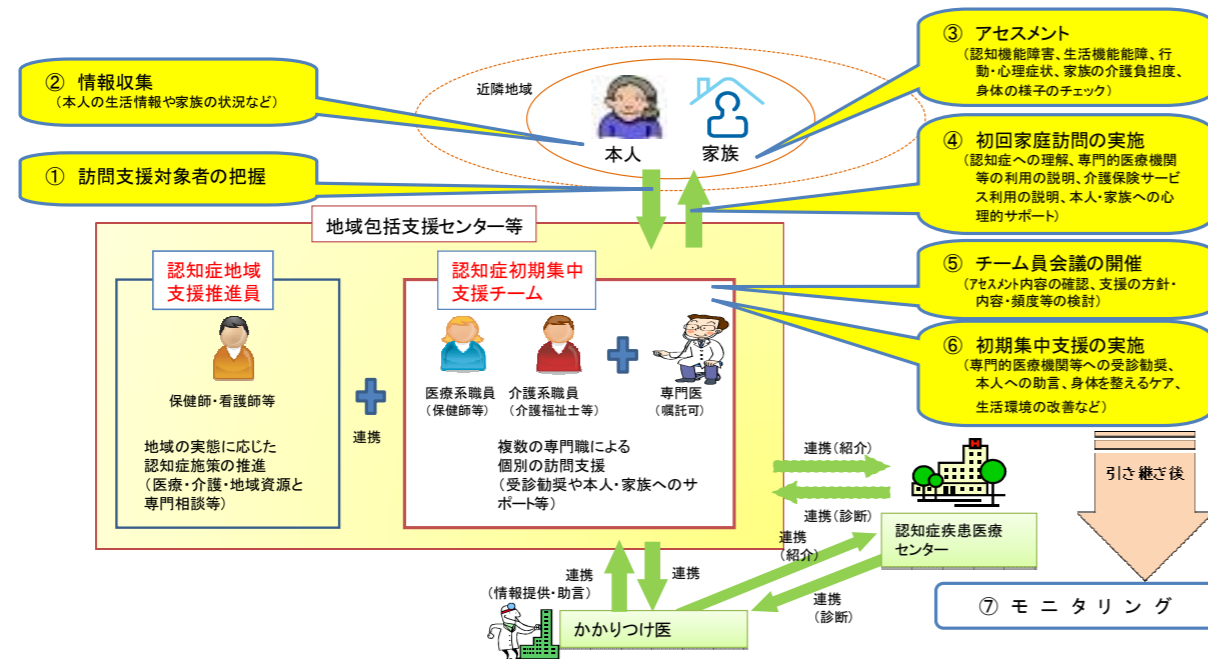 ② 情報収集
(本人の生活情報や家族の状況など)
① 訪問支援対象者の把握
近隣地域
本人
家族
③ アセスメント
(認知機能障害、生活機能能障、行
動・心理症状、家族の介護負担度、
身体の様子のチェック)
④ 初回家庭訪問の実施
(認知症への理解、専門的医療機関
等の利用の説明、介護保険サービ
ス利用の説明、本人・家族への心
理的サポート)
⑤ チーム員会議の開催
(アセスメント内容の確認、支援の方針・
内容・頻度等の検討)
⑥ 初期集中支援の実施
(専門的医療機関等への受診勧奨、
本人への助言、身体を整えるケア、
生活環境の改善など)
地域包括支援センター等
認知症地域
支援推進員
保健師・看護師等
地域の実態に応じた
認知症施策の推進
(医療・介護・地域資源と
専門相談等)
連携
認知症初期集中
支援チーム
医療系職員
(保健師等)
介護系職員
(介護福祉士等)
専門医
(嘱託可)
複数の専門職による
個別の訪問支援
(受診勧奨や本人・家族へのサ
ポート等)
連携(紹介)
連携(診断)
H
認知症疾患医療
センター
連携
(紹介)
連携
(診断)
連携
(情報提供・助言)
連携
かかりつけ医
引き継ぎ後
⑦ モニタリング